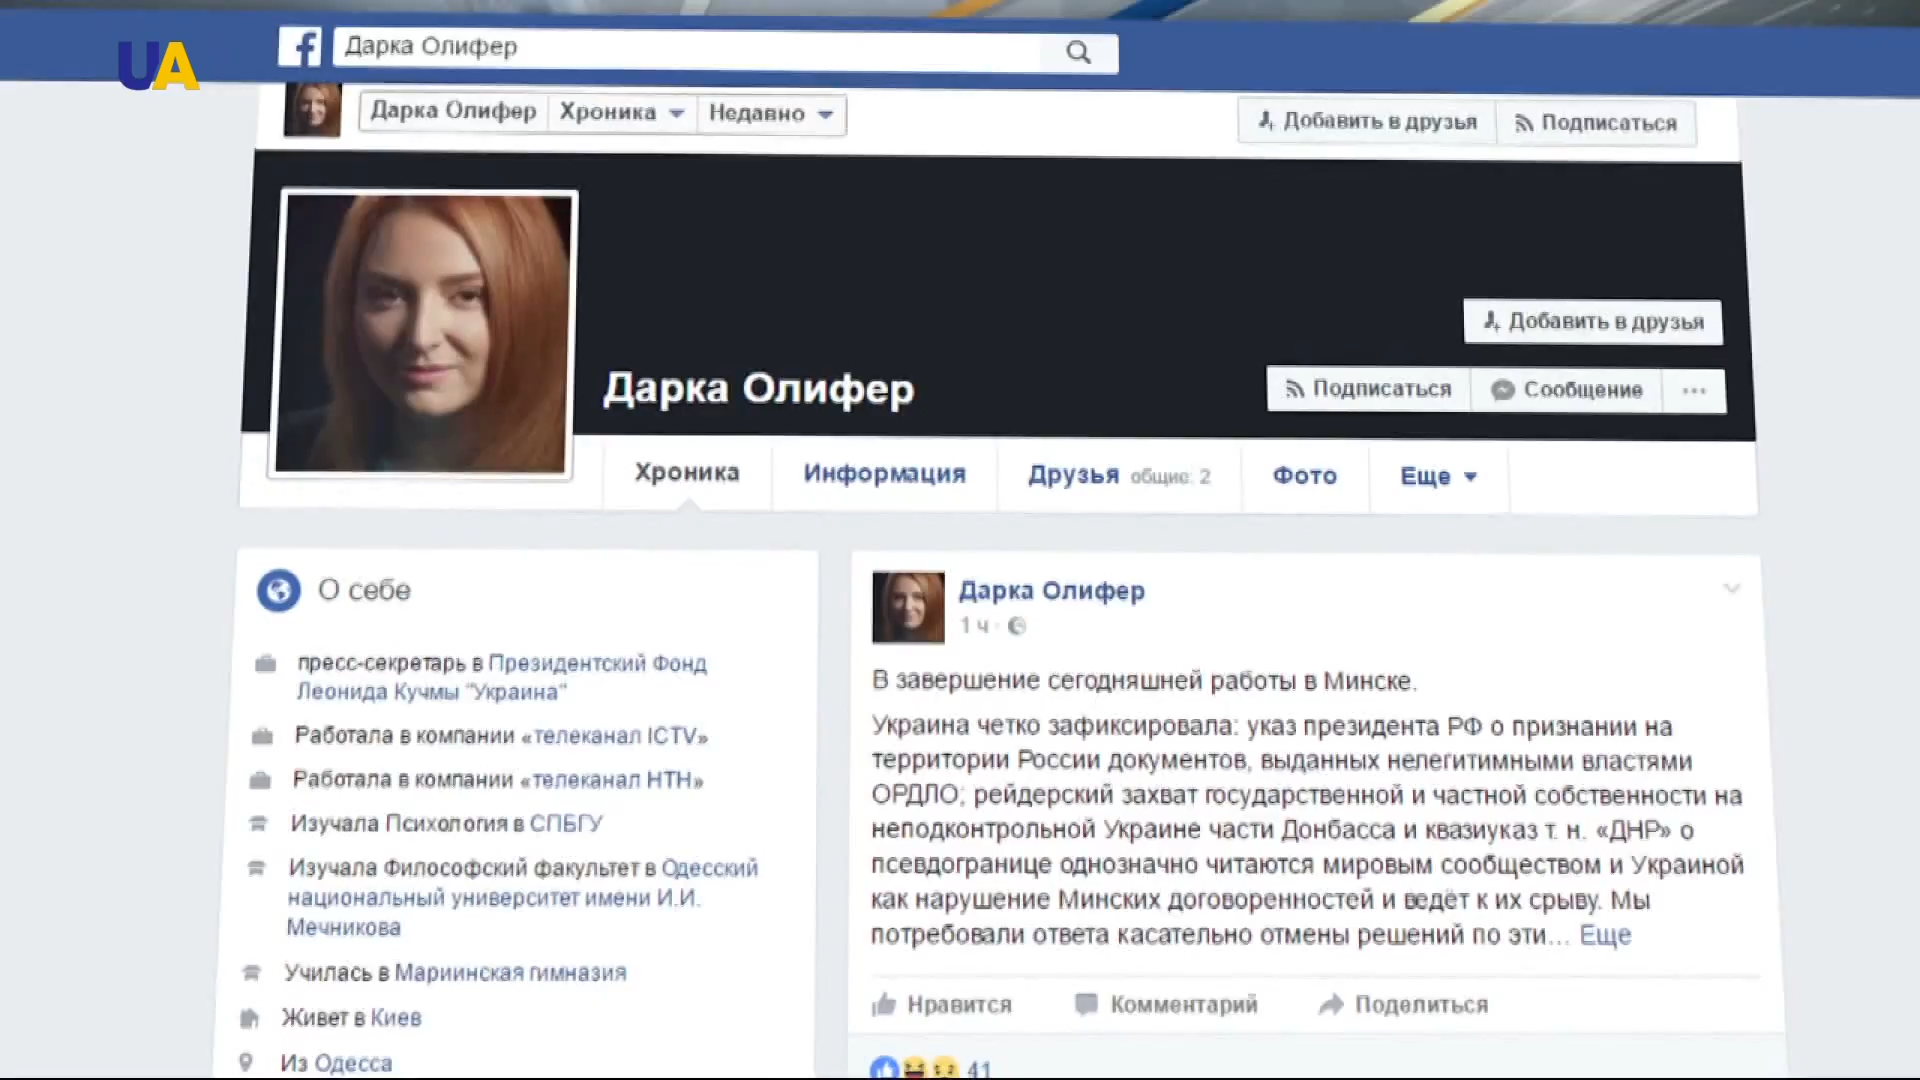 UA
Дарка Олифер
Дарка Олифер Хроника Недавно
Добавить в друзья Подписаться
Добавить в друзья
Дарка Олифер
Подписаться Сообщение ...
Хроника Информация Друзья общие: 2 Фото Еще
О себе
пресс-секретарь в Президентский Фонд
Леонида Кучмы "Украина"
Работала в компании «телеканал ICTV»
Работала в компании «телеканал НТН»
Изучала Психология в СПБГУ
Изучала Философский факультет в Одесский
национальный университет имени И.И.
Мечникова
Училась в Мариинская гимназия
Живет в Киев
Из Одесса
Дарка Олифер
1 ч ·
В завершение сегодняшней работы в Минске.
Украина четко зафиксировала: указ президента РФ о признании на
территории России документов, выданных нелегитимными властями
ОРДЛО; рейдерский захват государственной и частной собственности на
неподконтрольной Украине части Донбасса и квазиуказ т. н. «ДНР» о
псевдогранице однозначно читаются мировым сообществом и Украиной
как нарушение Минских договоренностей и ведёт к их срыву. Мы
потребовали ответа касательно отмены решений по эти... Еще
Нравится Комментарий Поделиться
41